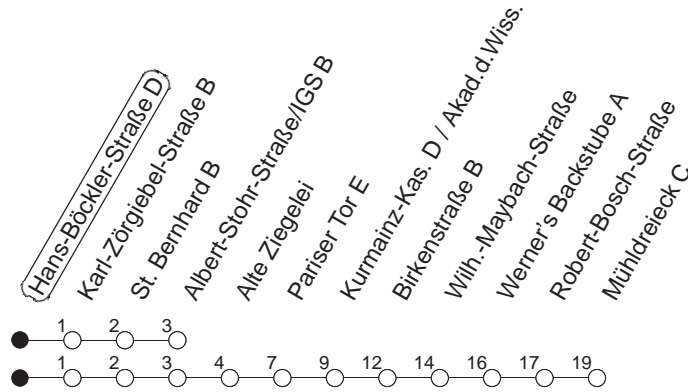 Hans-Böckler-Straße D
Karl-Zörgiebel-Straße B
St. Bernhard B
Albert-Stohr-Straße/IGS B
Alte Ziegelei
Pariser Tor E
Kurmainz-Kas. D / Akad.d.Wiss.
Birkenstraße B
Wilh.-Maybach-Straße
Werner's Backstube A
Robert-Bosch-Straße
Mühldreieck C
1 2 3
1 2 3 4 7 9 12 14 16 17 19